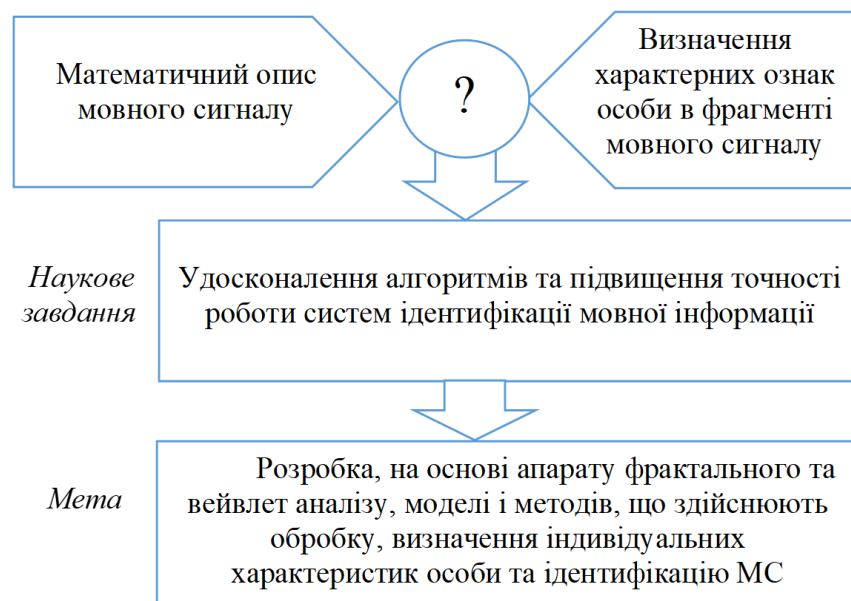 Математичний опис
мовного сигналу
?
Визначення
характерних ознак
особи в фрагменті
мовного сигналу
Наукове
завдання
Удосконалення алгоритмів та підвищення точності
роботи систем ідентифікації мовної інформації
Мета
Розробка, на основі апарату фрактального та
вейвлет аналізу, моделі і методів, що здійснюють
обробку, визначення індивідуальних
характеристик особи та ідентифікацію МС